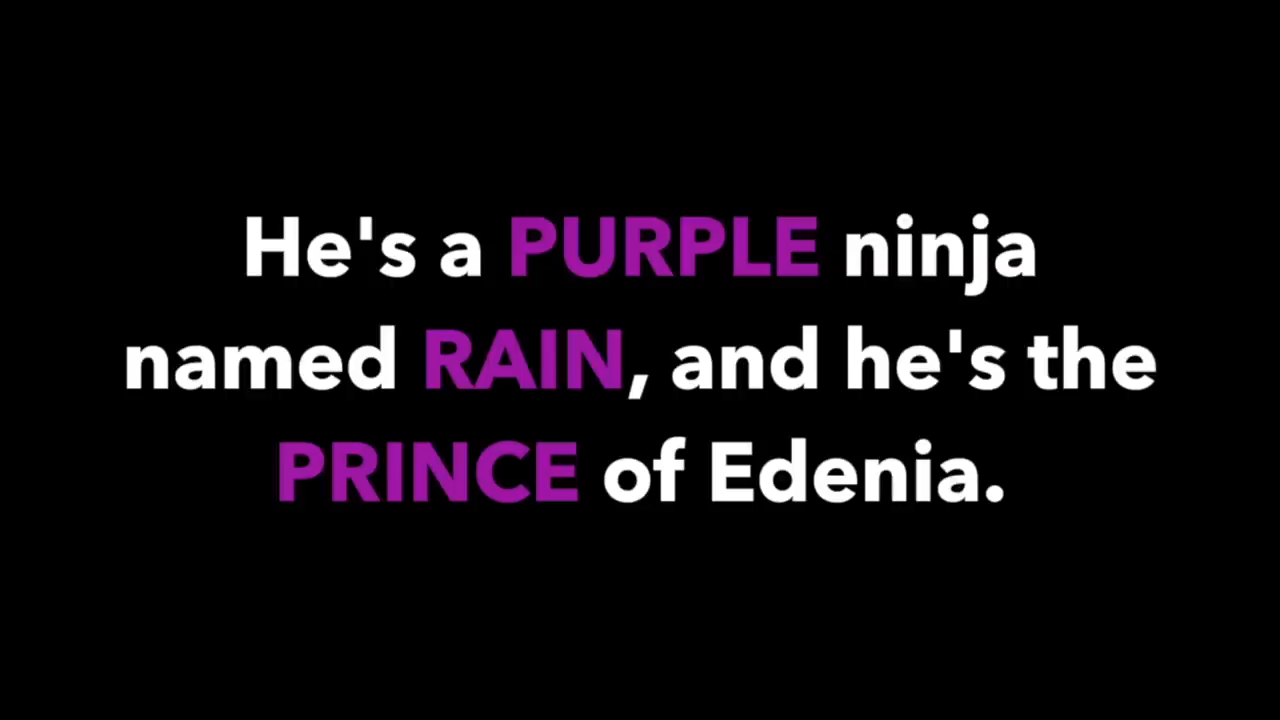 He's a PURPLE ninja
named RAIN, and he's the
PRINCE of Edenia.